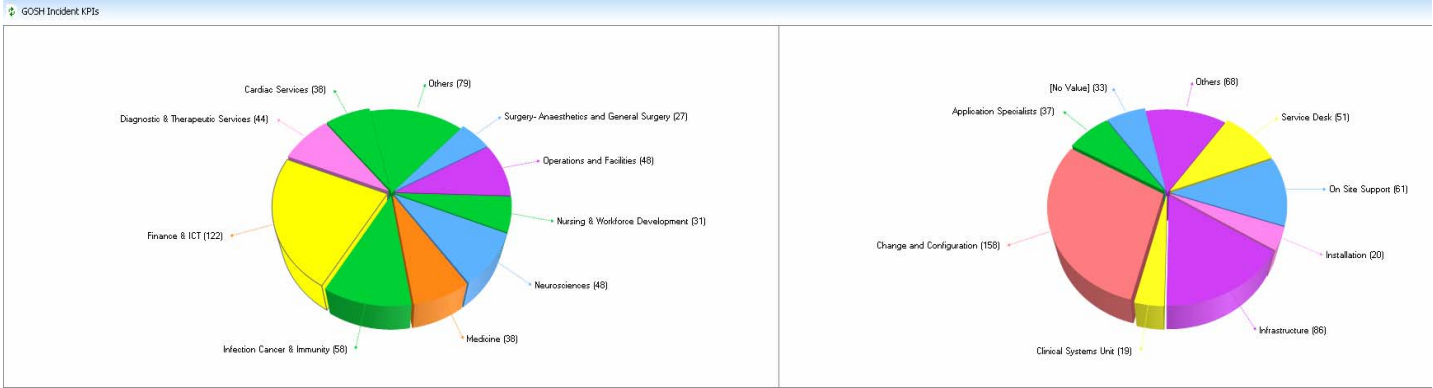 GOSH Incident KPIs
Others (79)
Cardiac Services (38)
Surgery- Anaesthetics and General Surgery (27)
Diagnostic & Therapeutic Services (44)
Operations and Facilities (48)
Nursing & Workforce Development (31)
Finance & ICT (122)
Neurosciences (48)
Medicine (38)
Infection Cancer & Immunity (58)
Others (68)
[No Value] (33)
Application Specialists (37)
Service Desk (51)
On Site Support (61)
Change and Configuration (158)
Installation (20)
Infrastructure (86)
Clinical Systems Unit (19)